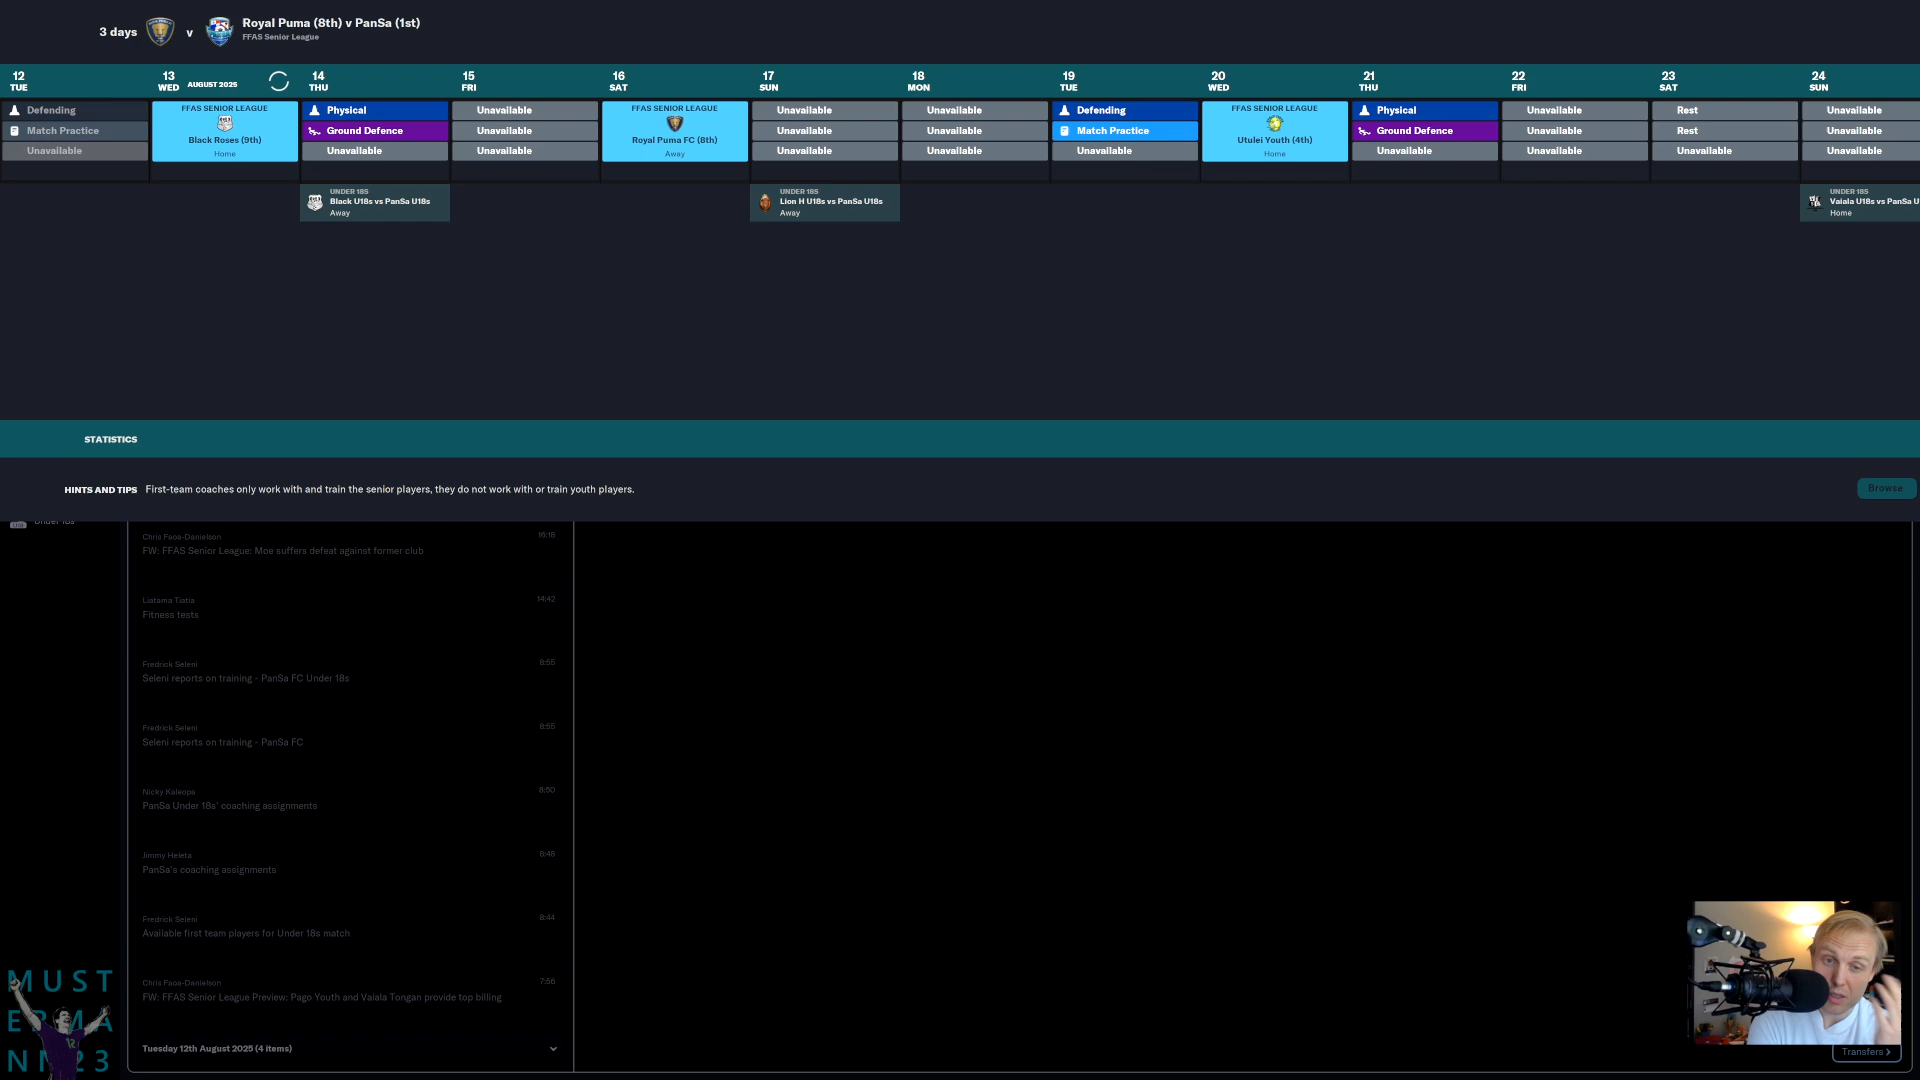 3 days
v
Royal Puma (8th) v PanSa (1st)
FFAS Senior League
12
TUE
13
WED
AUGUST 2025
14
THU
15
FRI
16
SAT
17
SUN
18
MON
19
TUE
20
WED
21
THU
22
FRI
23
SAT
24
SUN
Defending
Match Practice
Unavailable
FFAS SENIOR LEAGUE
Black Roses (9th)
Home
Physical
Ground Defence
Unavailable
Unavailable
Unavailable
Unavailable
FFAS SENIOR LEAGUE
Royal Puma FC (8th)
Away
Unavailable
Unavailable
Unavailable
Unavailable
Unavailable
Unavailable
Defending
Match Practice
Unavailable
FFAS SENIOR LEAGUE
Utulei Youth (4th)
Home
Physical
Ground Defence
Unavailable
Unavailable
Unavailable
Unavailable
Rest
Rest
Unavailable
Unavailable
Unavailable
Unavailable
UNDER 18S
Black U18s vs PanSa U18s
Away
UNDER 18S
Lion H U18s vs PanSa U18s
Away
UNDER 18S
Vaiala U18s vs PanSa U
Home
STATISTICS
HINTS AND TIPS
First-team coaches only work with and train the senior players, they do not work with or train youth players.
Browse
Under 18s
Chris Faoa-Danielson
16:18
FW: FFAS Senior League: Moe suffers defeat against former club
Liatama Tiatia
14:42
Fitness tests
Fredrick Seleni
8:55
Seleni reports on training - PanSa FC Under 18s
Fredrick Seleni
8:55
Seleni reports on training - PanSa FC
Nicky Kaleopa
8:50
PanSa Under 18s' coaching assignments
Jimmy Heleta
8:48
PanSa's coaching assignments
Fredrick Seleni
8:44
Available first team players for Under 18s match
Chris Faoa-Danielson
7:56
FW: FFAS Senior League Preview: Pago Youth and Vaiala Tongan provide top billing
Tuesday 12th August 2025 (4 items)
Transfers
MUST
ERMA
NN23
12